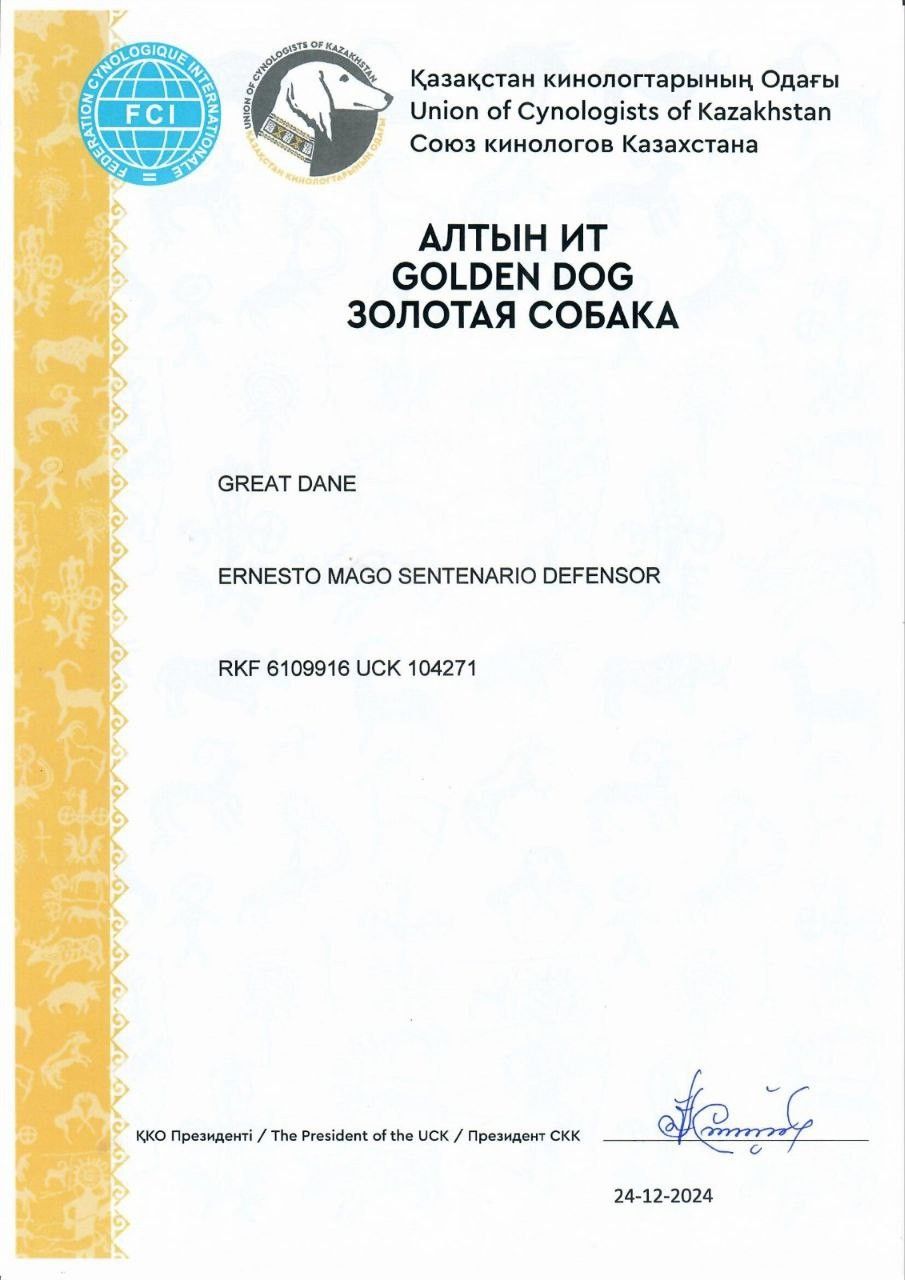 FEDERATION CYNOLOGIQUE INTERNATIONALE
FCI
UNION OF CYNOLOGISTS OF KAZAKHSTAN
ҚАЗАҚСТАН КИНОЛОГТАРЫНЫҢ ОДАҒЫ
Қазақстан кинологтарының Одағы
Union of Cynologists of Kazakhstan
Союз кинологов Казахстана
АЛТЫН ИТ
GOLDEN DOG
ЗОЛОТАЯ СОБАКА
GREAT DANE
ERNESTO MAGO SENTENARIO DEFENSOR
RKF 6109916 UCK 104271
ҚКО Президенті / The President of the UCK / Президент СКК
24-12-2024